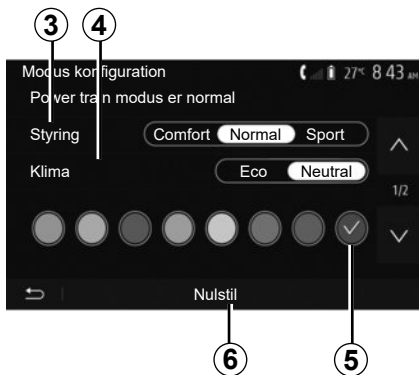 3 4
Modus konfiguration 27°C 8 43 AM
Power train modus er normal
Styring Comfort Normal Sport
Klima Eco Neutral
1/2
Nulstil
6 5